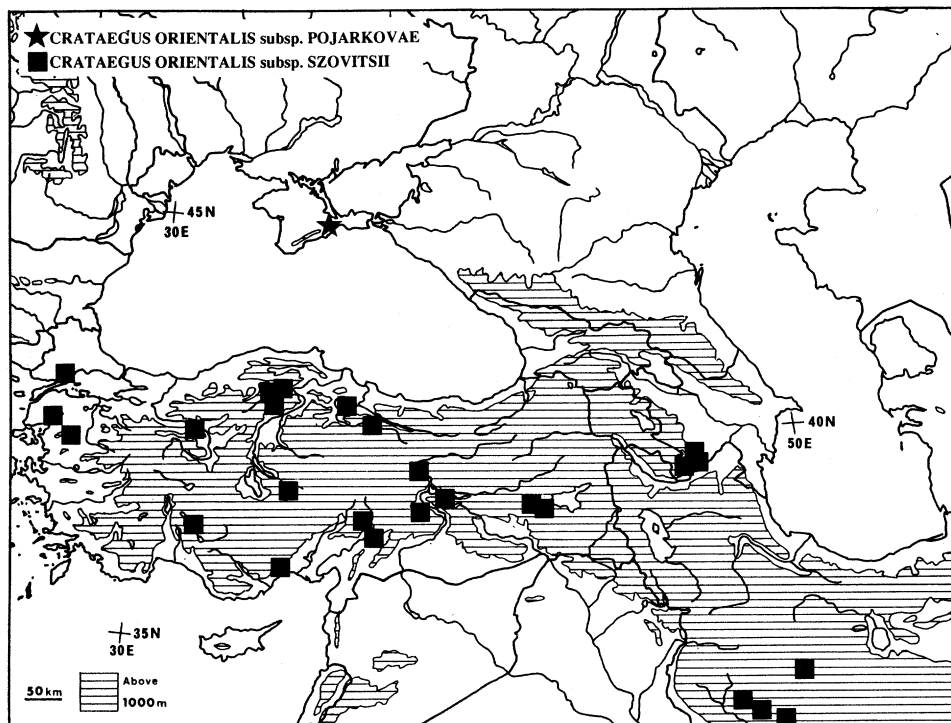 ★CRATAEGUS ORIENTALIS subsp. POJARKOVAE
■CRATAEGUS ORIENTALIS subsp. SZOVITSII
45N
30E
40N
50E
35N
30E
50km
Above
1000m